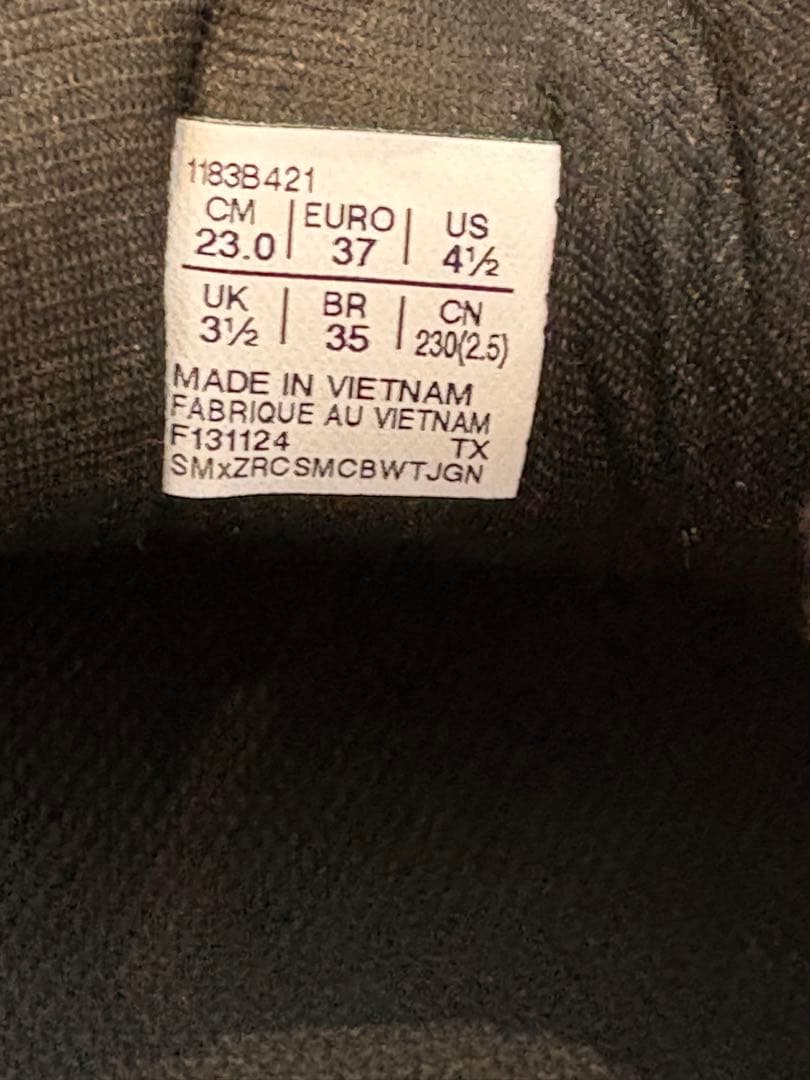 1183B421
CM | EURO | US
23.0 | 37 | 4½
UK | BR | CN
3½ | 35 | 230(2.5)
MADE IN VIETNAM
FABRIQUE AU VIETNAM
F131124 TX
SMxZRCSMCBWTJGN